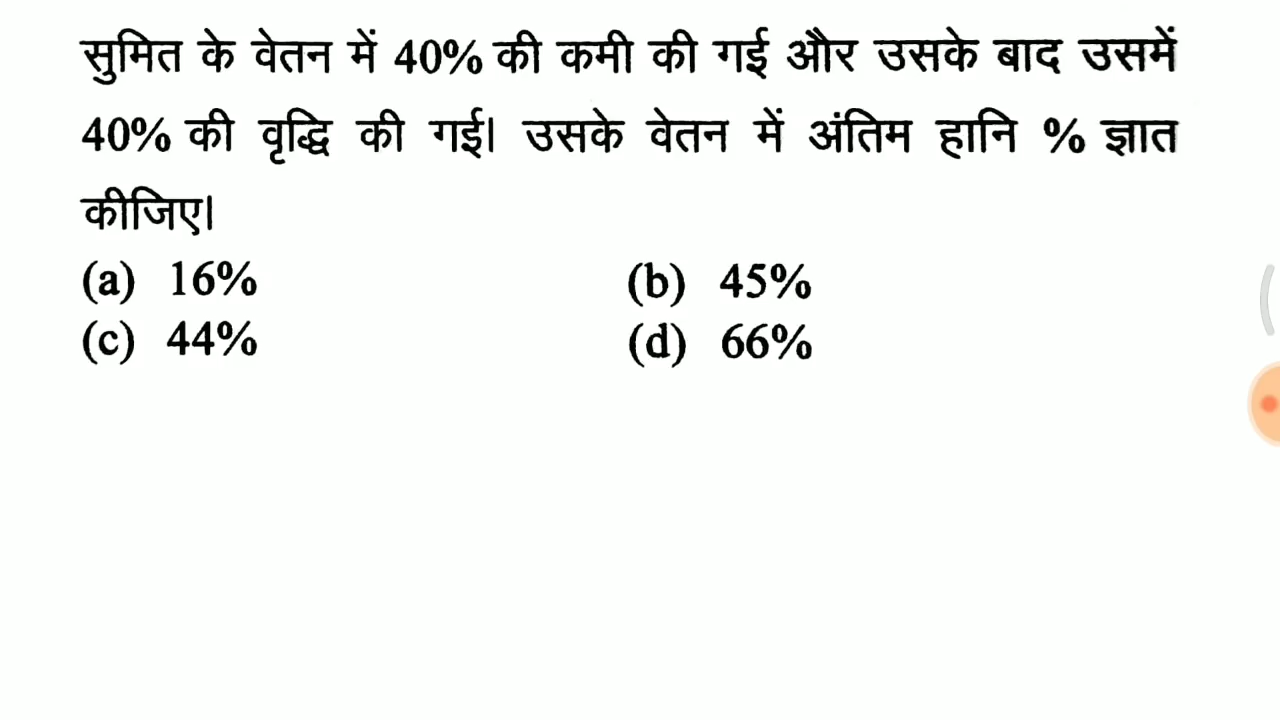 सुमित के वेतन में 40% की कमी की गई और उसके बाद उसमें
40% की वृद्धि की गई। उसके वेतन में अंतिम हानि % ज्ञात
कीजिए।
(a) 16% (b) 45%
(c) 44% (d) 66%